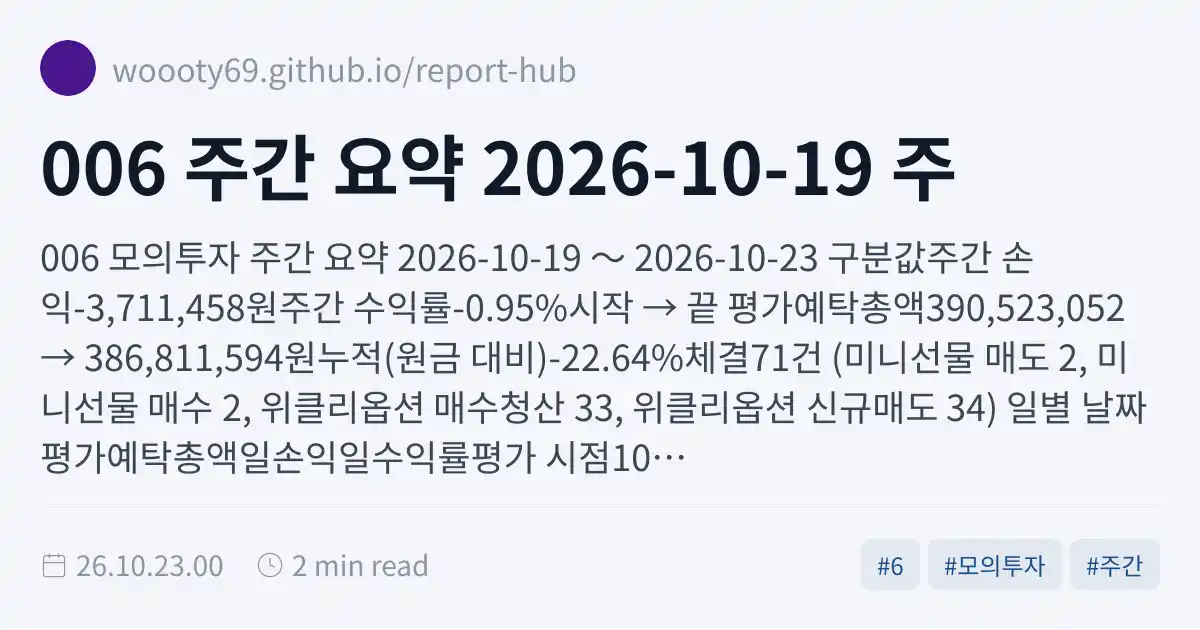 woooty69.github.io/report-hub
006 주간 요약 2026-10-19 주
006 모의투자 주간 요약 2026-10-19 ～ 2026-10-23 구분값주간 손
익-3,711,458원주간 수익률-0.95%시작 → 끝 평가예탁총액390,523,052
→ 386,811,594원누적(원금 대비)-22.64%체결71건 (미니선물 매도 2, 미
니선물 매수 2, 위클리옵션 매수청산 33, 위클리옵션 신규매도 34) 일별 날짜
평가예탁총액일손익일수익률평가 시점10…
26.10.23.00 2 min read #6 #모의투자 #주간